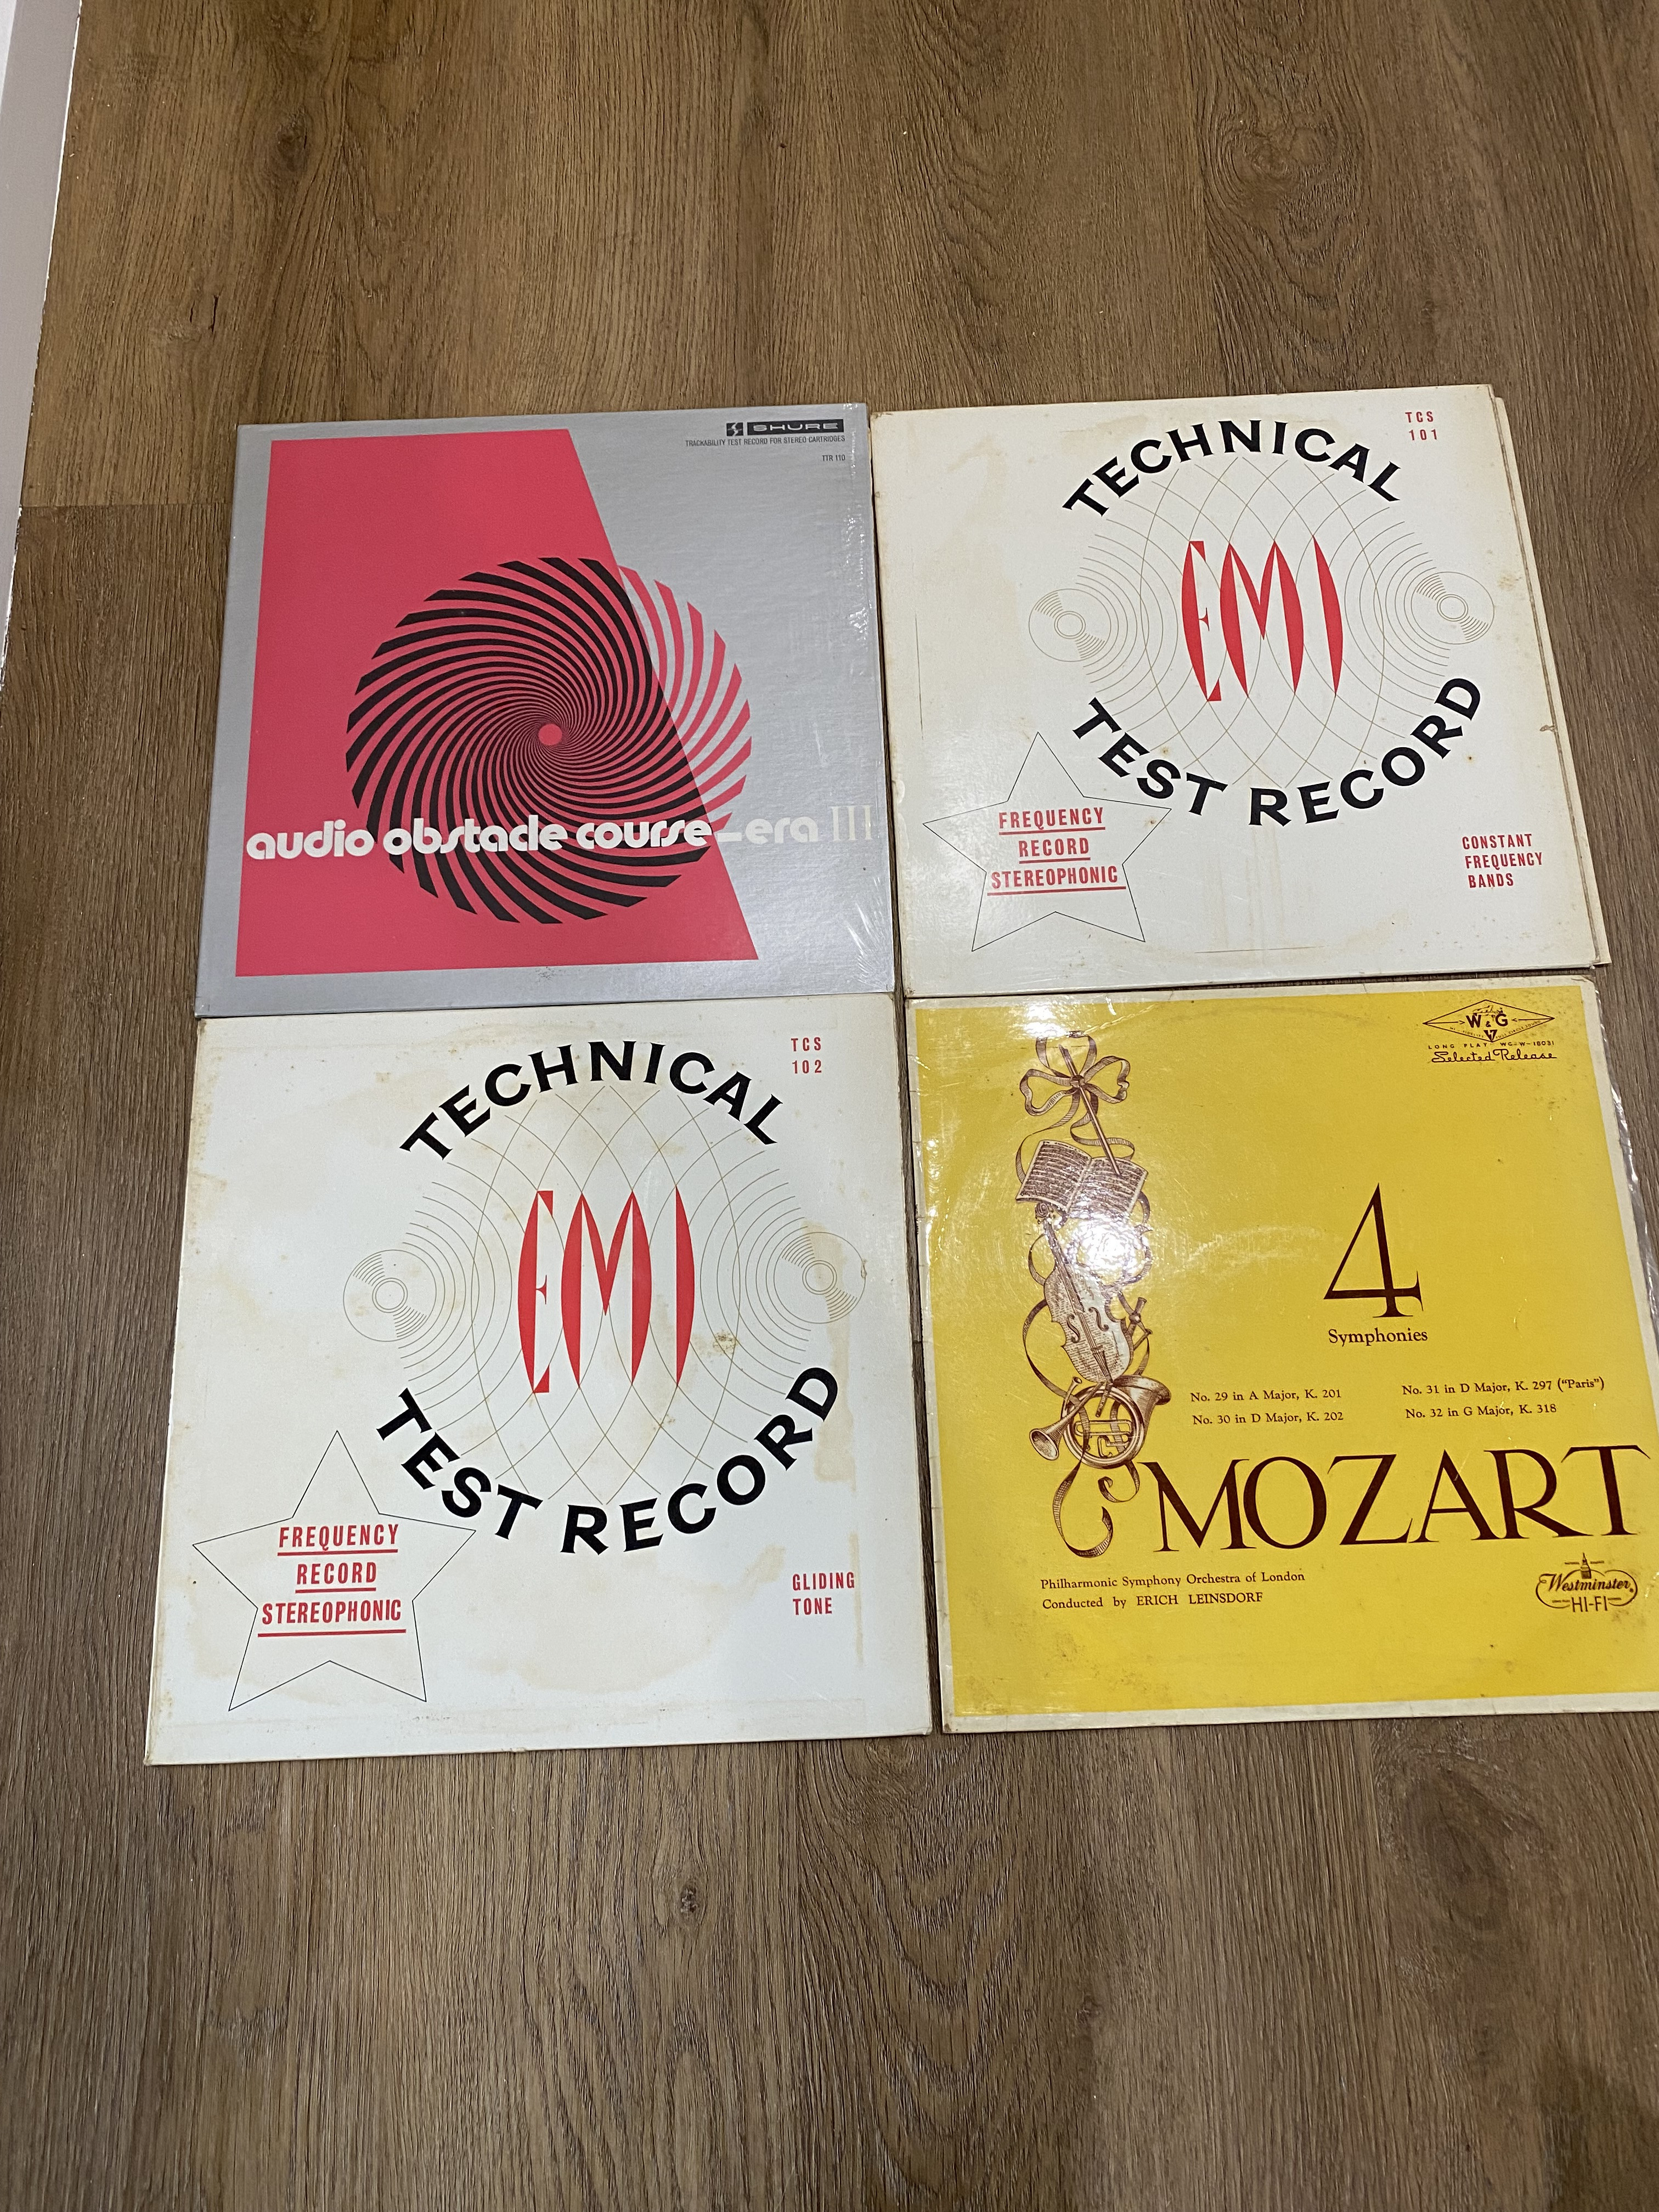 SHURE
TRACKABILITY TEST RECORD FOR STEREO CARTRIDGES
TTR 110
audio obstacle course–era III
TCS
101
TECHNICAL
EMI
TEST RECORD
FREQUENCY
RECORD
STEREOPHONIC
CONSTANT
FREQUENCY
BANDS
TCS
102
TECHNICAL
EMI
TEST RECORD
FREQUENCY
RECORD
STEREOPHONIC
GLIDING
TONE
W & G
LONG PLAY WG-W-18031
Selected Release
4
Symphonies
No. 29 in A Major, K. 201
No. 30 in D Major, K. 202
No. 31 in D Major, K. 297 ("Paris")
No. 32 in G Major, K. 318
MOZART
Philharmonic Symphony Orchestra of London
Conducted by ERICH LEINSDORF
Westminster
HI-FI